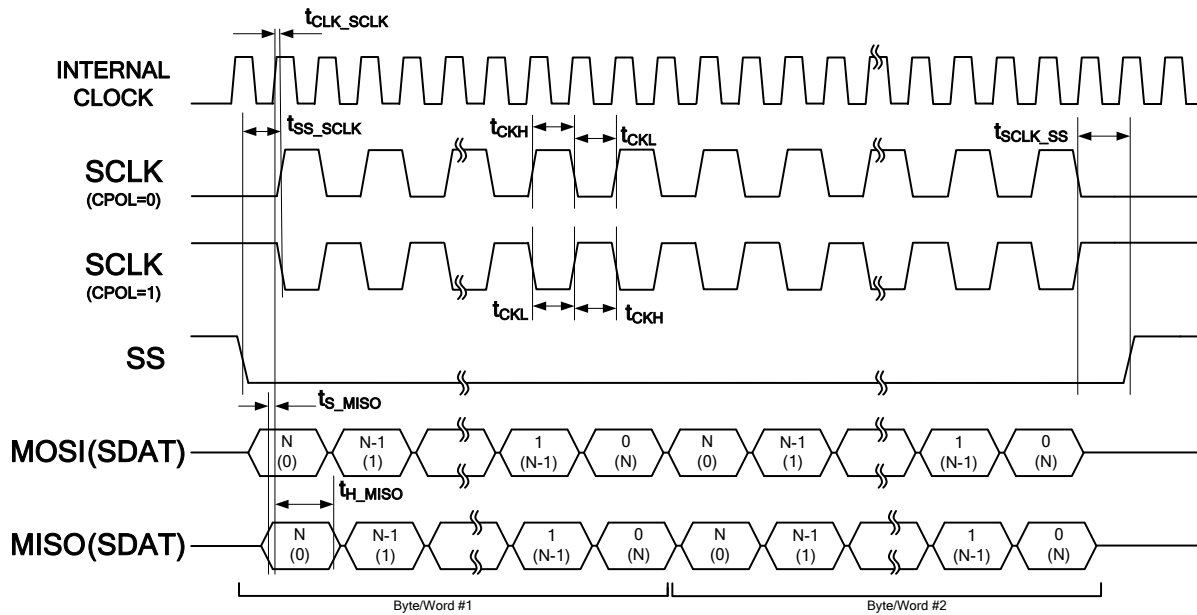 tCLK_SCLK
INTERNAL
CLOCK
tSS_SCLK
tCKH
tCKL
tSCLK_SS
SCLK
(CPOL=0)
SCLK
(CPOL=1)
tCKL
tCKH
SS
tS_MISO
MOSI(SDAT)
N
(0)
N-1
(1)
1
(N-1)
0
(N)
N
(0)
N-1
(1)
1
(N-1)
0
(N)
tH_MISO
MISO(SDAT)
N
(0)
N-1
(1)
1
(N-1)
0
(N)
N
(0)
N-1
(1)
1
(N-1)
0
(N)
Byte/Word #1
Byte/Word #2